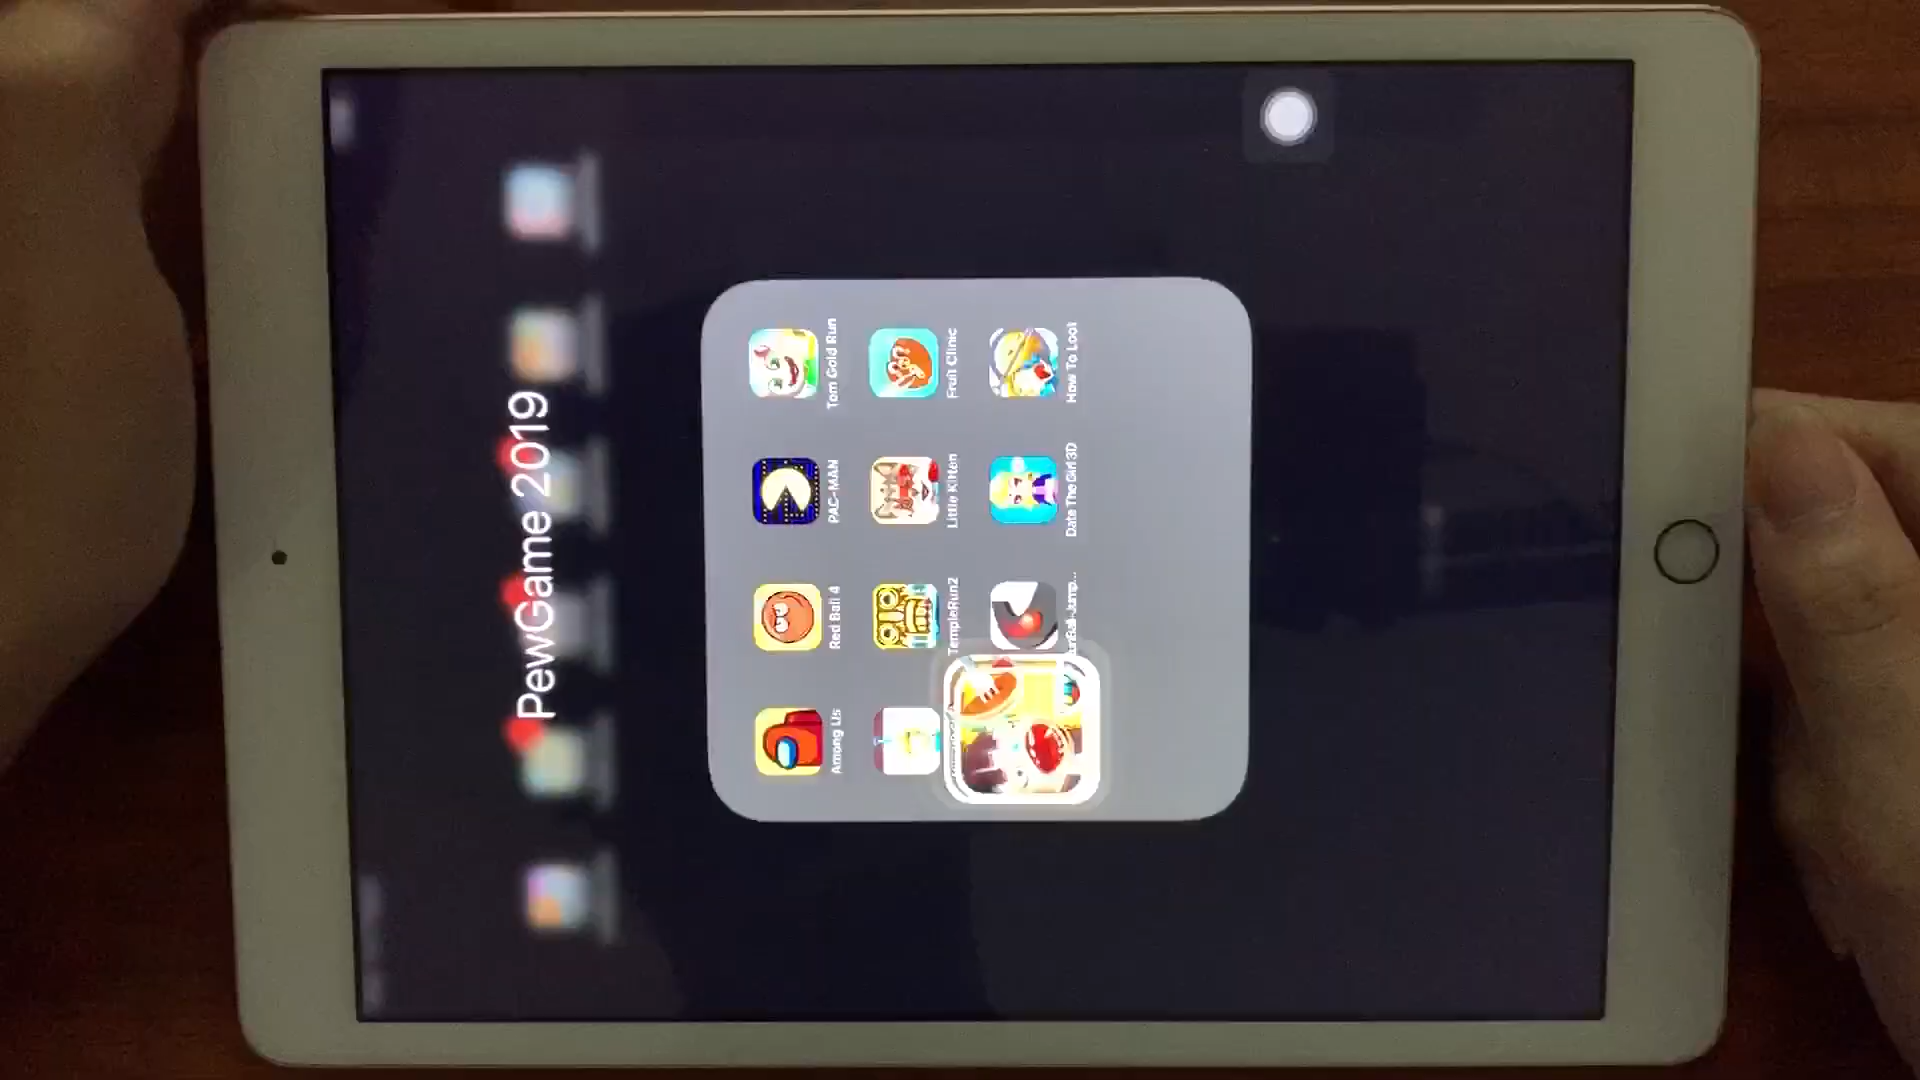 PewGame 2019
Among Us
Red Ball 4
PAC-MAN
Tom Gold Run
TempleRun2
Little Kitten
Fruit Clinic
Date The Girl 3D
How To Loot